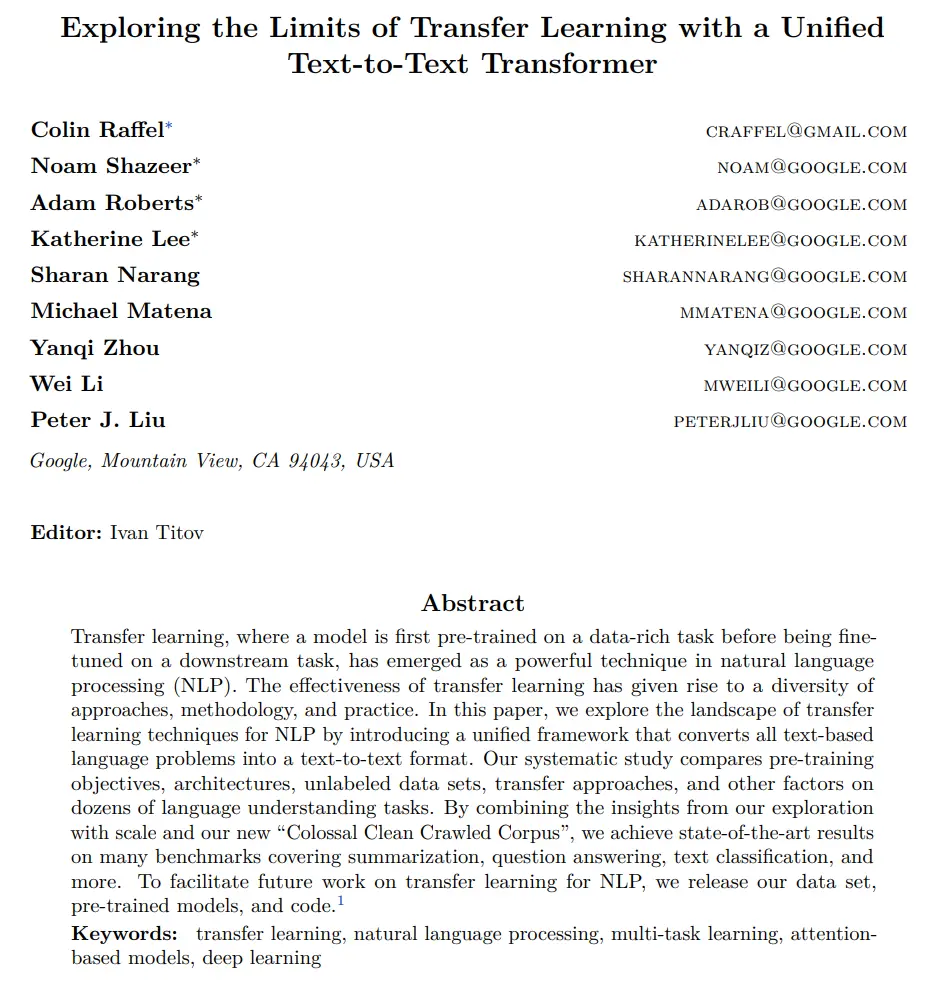 Exploring the Limits of Transfer Learning with a Unified
Text-to-Text Transformer
Colin Raffel* craffel@gmail.com
Noam Shazeer* noam@google.com
Adam Roberts* adarob@google.com
Katherine Lee* katherinelee@google.com
Sharan Narang sharannarang@google.com
Michael Matena mmatena@google.com
Yanqi Zhou yanqiz@google.com
Wei Li mweili@google.com
Peter J. Liu peterjliu@google.com
Google, Mountain View, CA 94043, USA
Editor: Ivan Titov
Abstract
Transfer learning, where a model is first pre-trained on a data-rich task before being fine-
tuned on a downstream task, has emerged as a powerful technique in natural language
processing (NLP). The effectiveness of transfer learning has given rise to a diversity of
approaches, methodology, and practice. In this paper, we explore the landscape of transfer
learning techniques for NLP by introducing a unified framework that converts all text-based
language problems into a text-to-text format. Our systematic study compares pre-training
objectives, architectures, unlabeled data sets, transfer approaches, and other factors on
dozens of language understanding tasks. By combining the insights from our exploration
with scale and our new “Colossal Clean Crawled Corpus”, we achieve state-of-the-art results
on many benchmarks covering summarization, question answering, text classification, and
more. To facilitate future work on transfer learning for NLP, we release our data set,
pre-trained models, and code.1
Keywords: transfer learning, natural language processing, multi-task learning, attention-
based models, deep learning